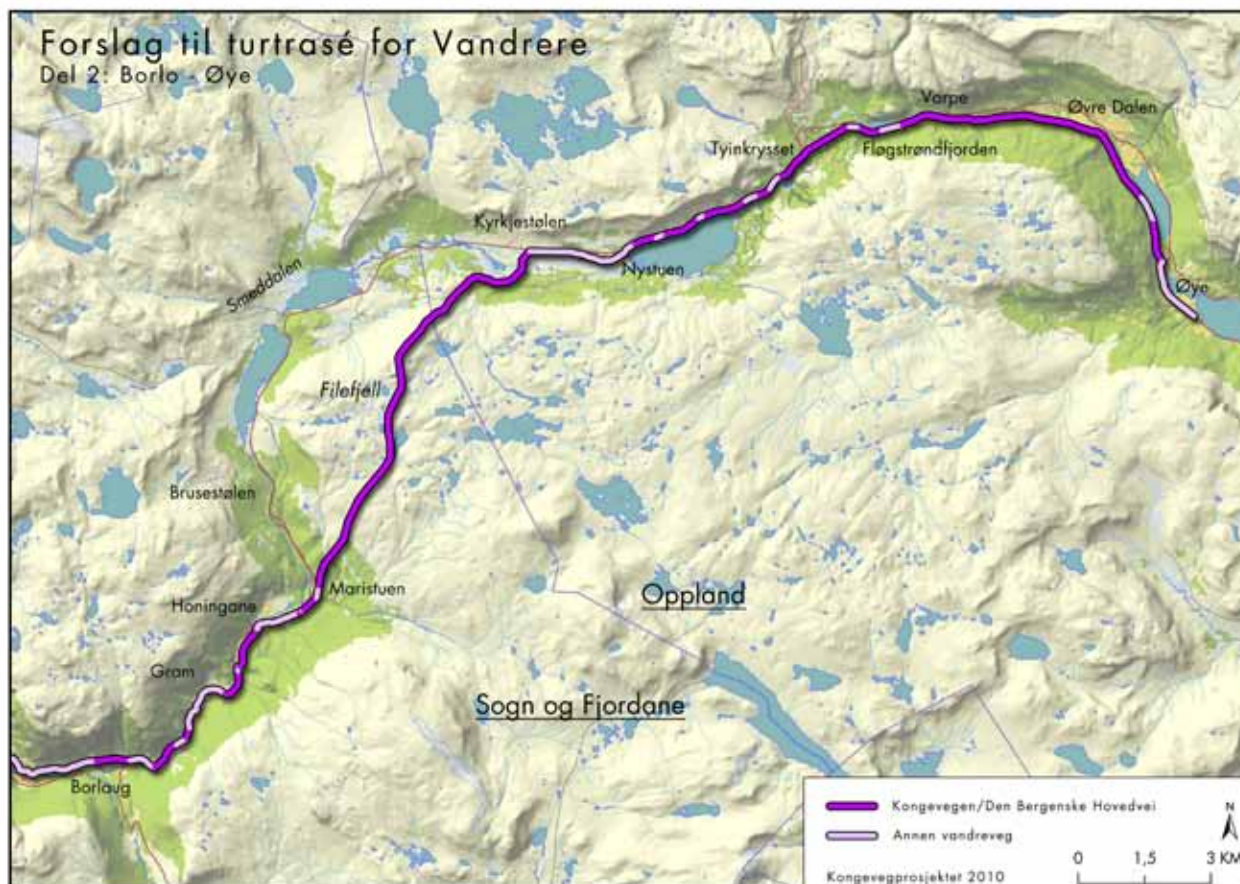 Forslag til turtrasé for Vandrere
Del 2: Borlo - Øye
Varpe
Øvre Dalen
Tyinkrysset
Fløgstrøndfjorden
Kyrkjestølen
Smeddalen
Nystuen
Øye
Filefjell
Brusestølen
Maristuen
Honingane
Oppland
Gram
Sogn og Fjordane
Borlaug
Kongevegen/Den Bergenske Hovedvei
Annen vandreveg
N
0 1,5 3 KM
Kongevegprosjektet 2010